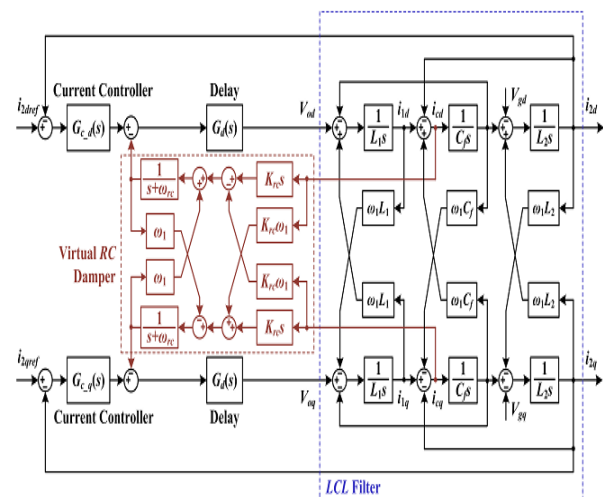 Current Controller
Delay
i2dref
Gc_d(s)
Gd(s)
Vod
1/L1s
i1d
icd
1/Cfs
Vgd
1/L2s
i2d
1/s+ωrc
Krcs
ω1
Krcω1
ω1L1
ω1Cf
ω1L2
Virtual RC
Damper
ω1
Krcω1
ω1L1
ω1Cf
ω1L2
1/s+ωrc
Krcs
i2qref
Gc_q(s)
Gd(s)
Voq
1/L1s
i1q
icq
1/Cfs
Vgq
1/L2s
i2q
Current Controller
Delay
LCL Filter